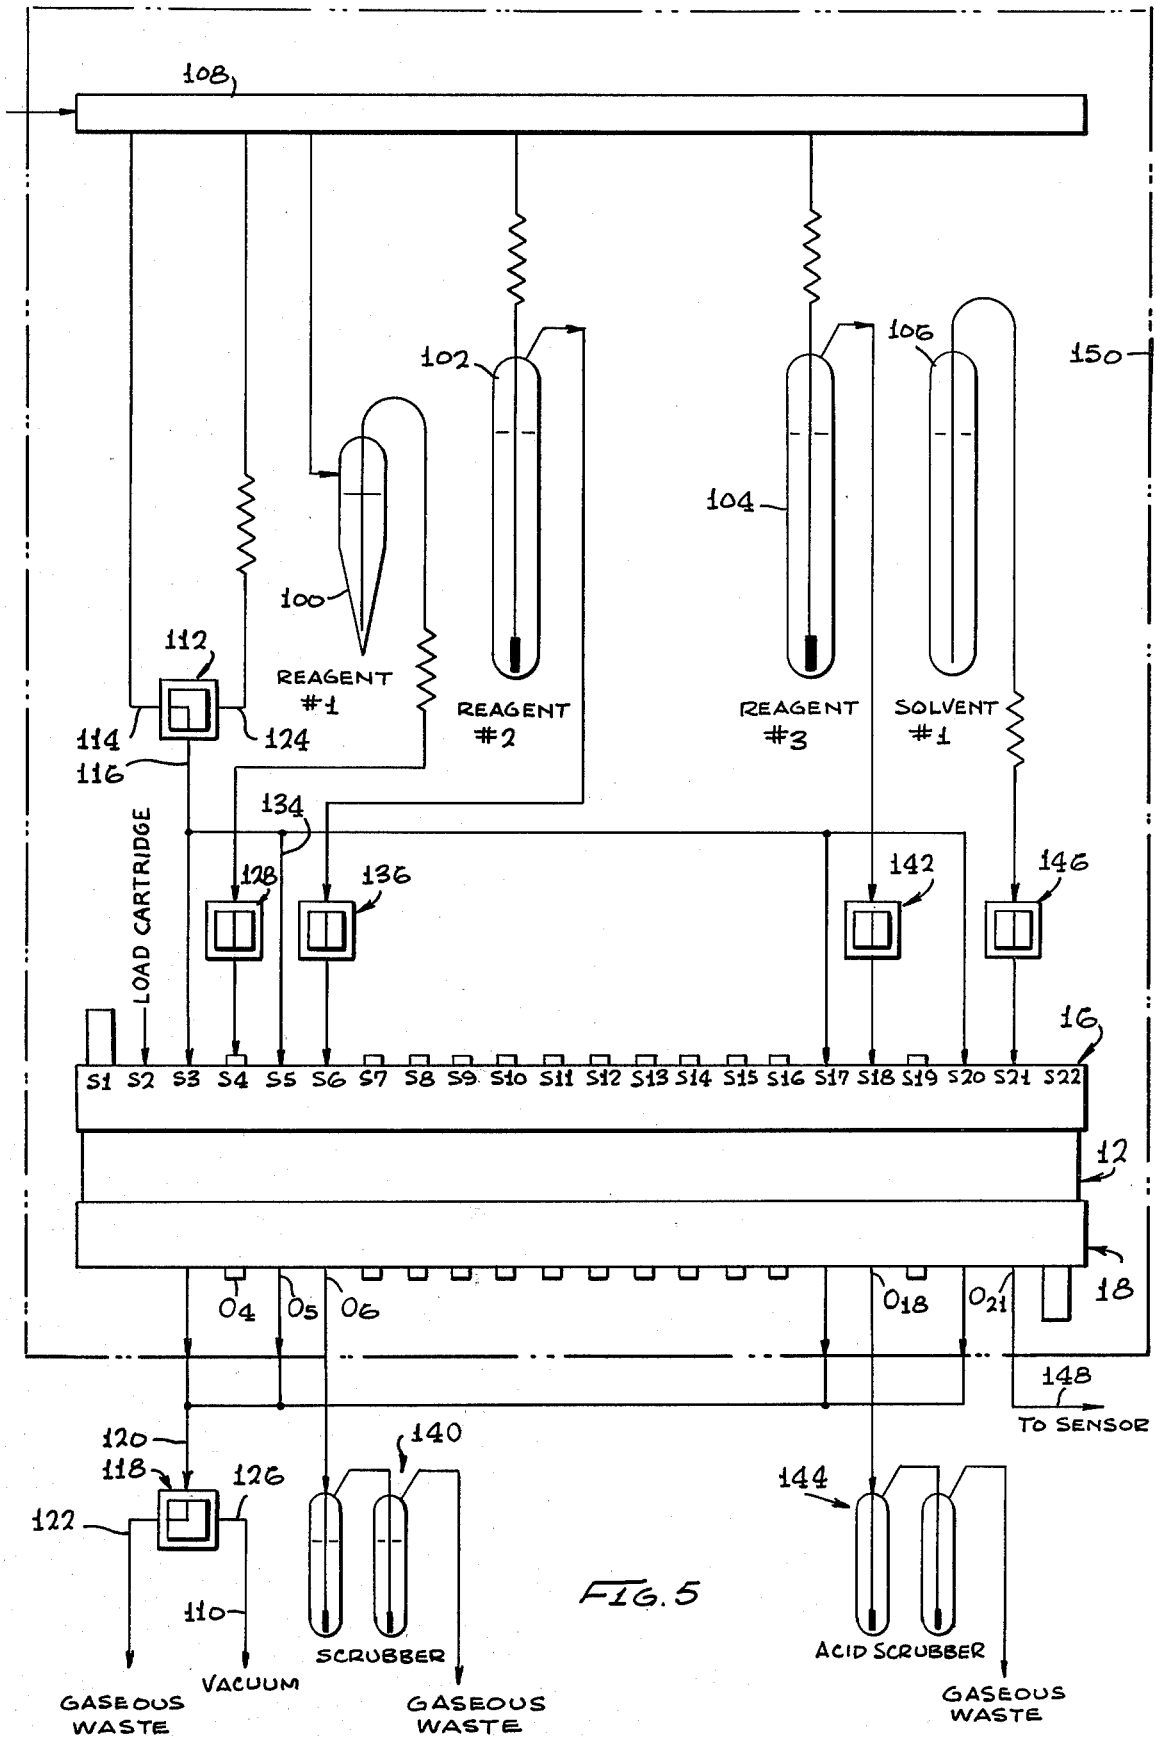 108
102
106
150
104
100
112
REAGENT
#1
REAGENT
#2
REAGENT
#3
SOLVENT
#1
114
124
116
134
LOAD CARTRIDGE
128
136
142
146
16
S1 S2 S3 S4 S5 S6 S7 S8 S9 S10 S11 S12 S13 S14 S15 S16 S17 S18 S19 S20 S21 S22
12
18
O4 O5 O6 O18 O21
148
TO SENSOR
120
118
126
140
144
122
110
FIG. 5
SCRUBBER
ACID SCRUBBER
VACUUM
GASEOUS
WASTE
GASEOUS
WASTE
GASEOUS
WASTE